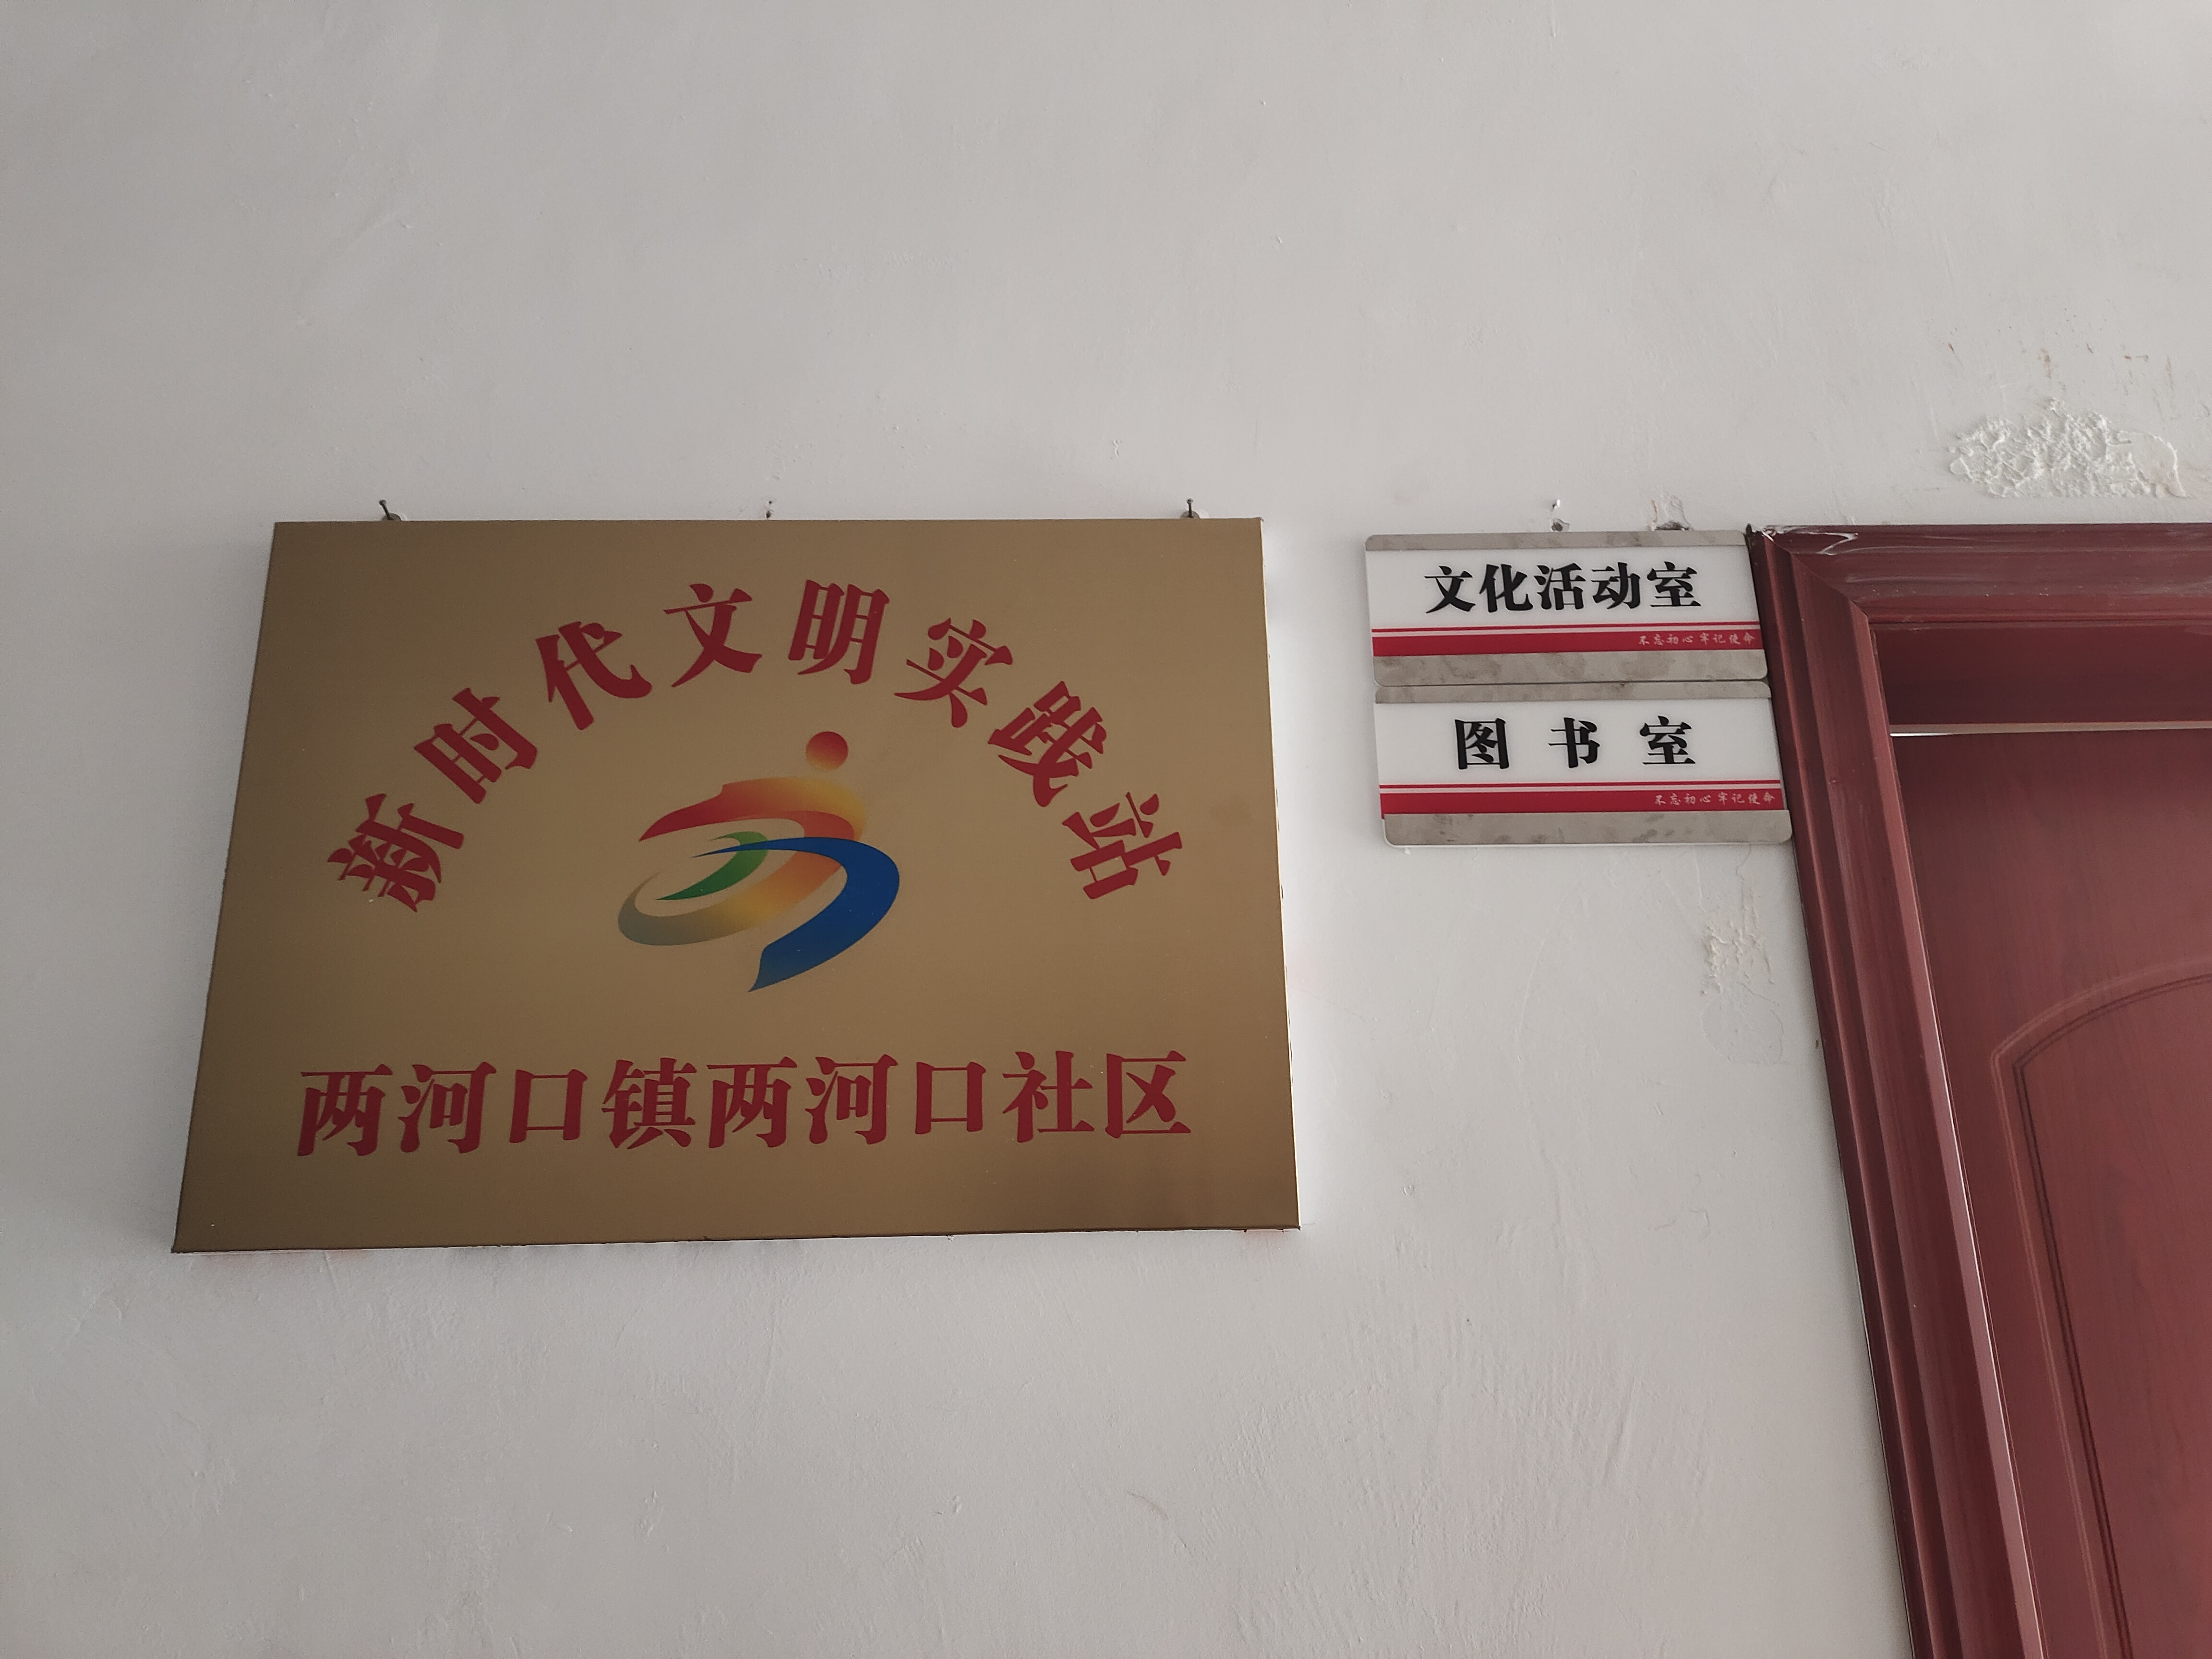 新时代文明实践站
两河口镇两河口社区
文化活动室
不忘初心 牢记使命
图书室
不忘初心 牢记使命